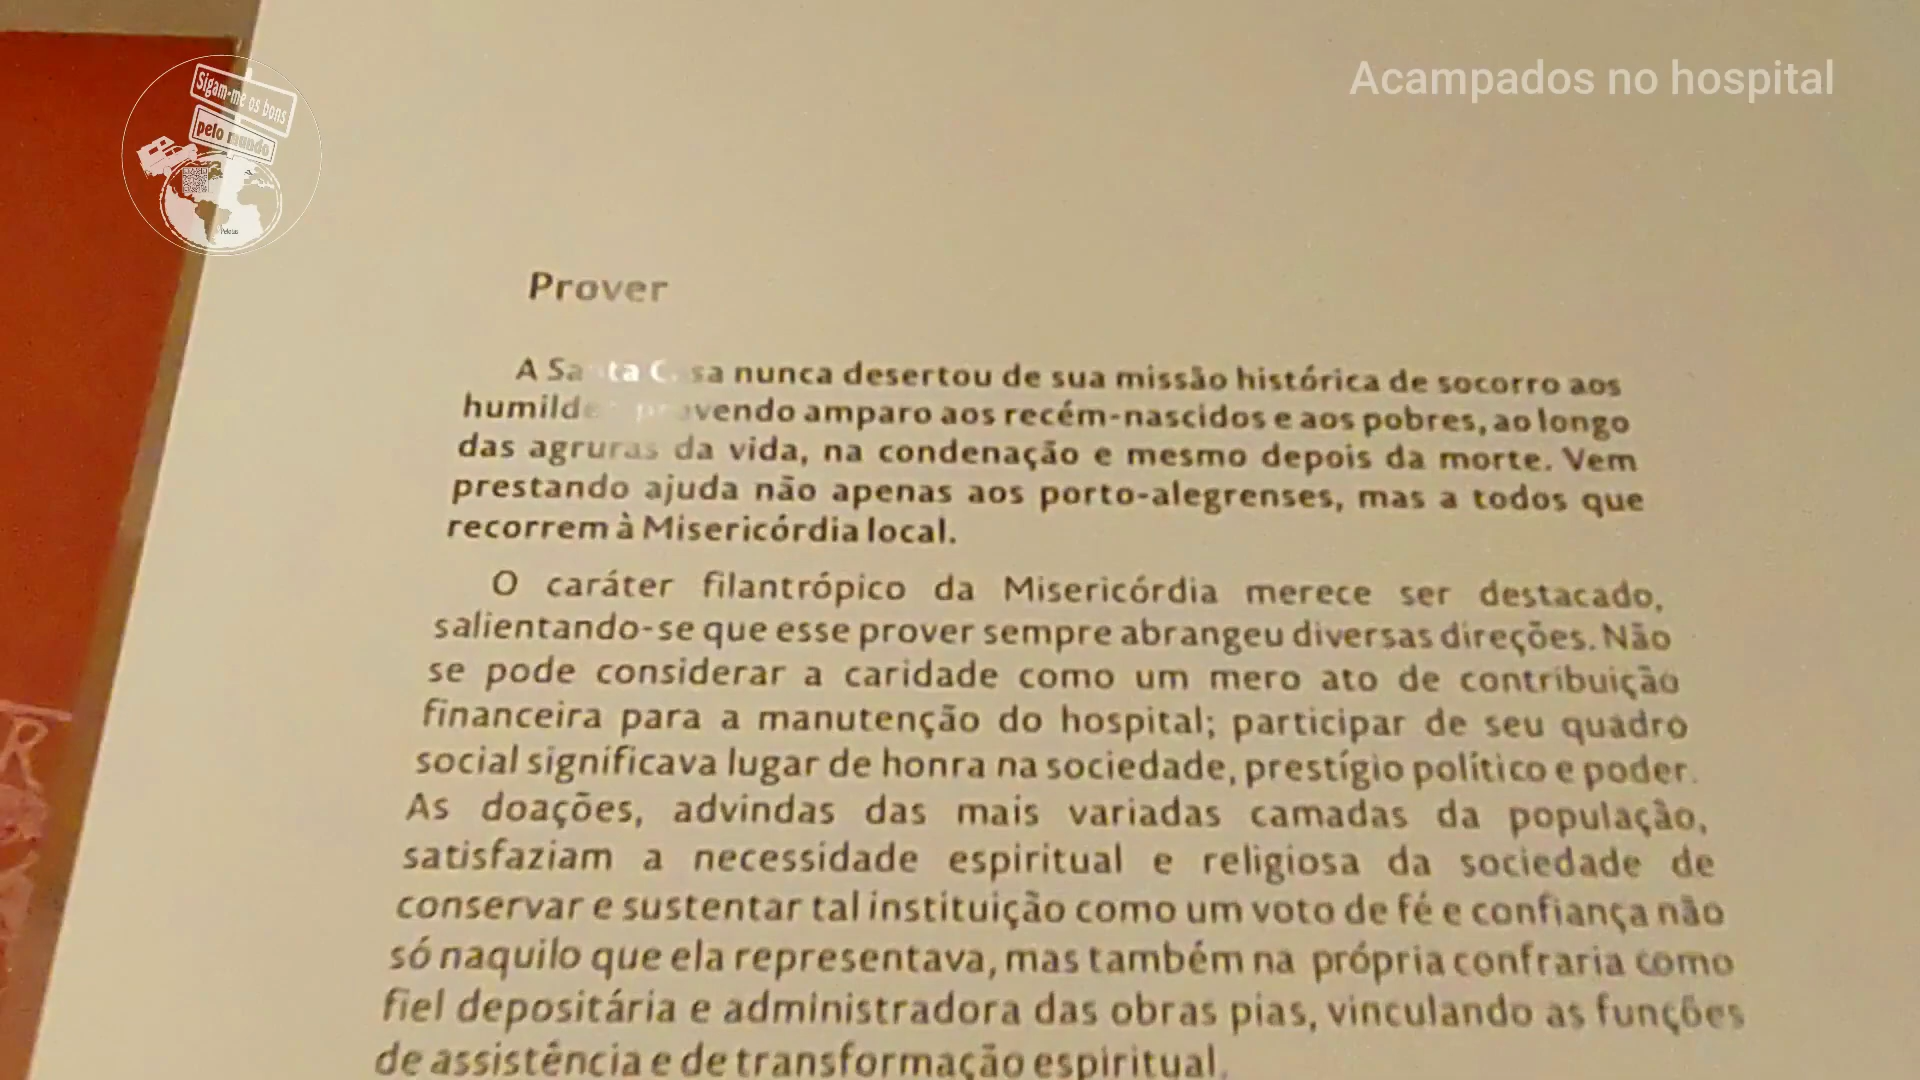 Sigam-me os bons
pelo mundo
Acampados no hospital
Prover
A Santa Casa nunca desertou de sua missão histórica de socorro aos
humildes, provendo amparo aos recém-nascidos e aos pobres, ao longo
das agruras da vida, na condenação e mesmo depois da morte. Vem
prestando ajuda não apenas aos porto-alegrenses, mas a todos que
recorrem à Misericórdia local.
O caráter filantrópico da Misericórdia merece ser destacado,
salientando-se que esse prover sempre abrangeu diversas direções. Não
se pode considerar a caridade como um mero ato de contribuição
financeira para a manutenção do hospital; participar de seu quadro
social significava lugar de honra na sociedade, prestígio político e poder.
As doações, advindas das mais variadas camadas da população,
satisfaziam a necessidade espiritual e religiosa da sociedade de
conservar e sustentar tal instituição como um voto de fé e confiança não
só naquilo que ela representava, mas também na própria confraria como
fiel depositária e administradora das obras pias, vinculando as funções
de assistência e de transformação espiritual.